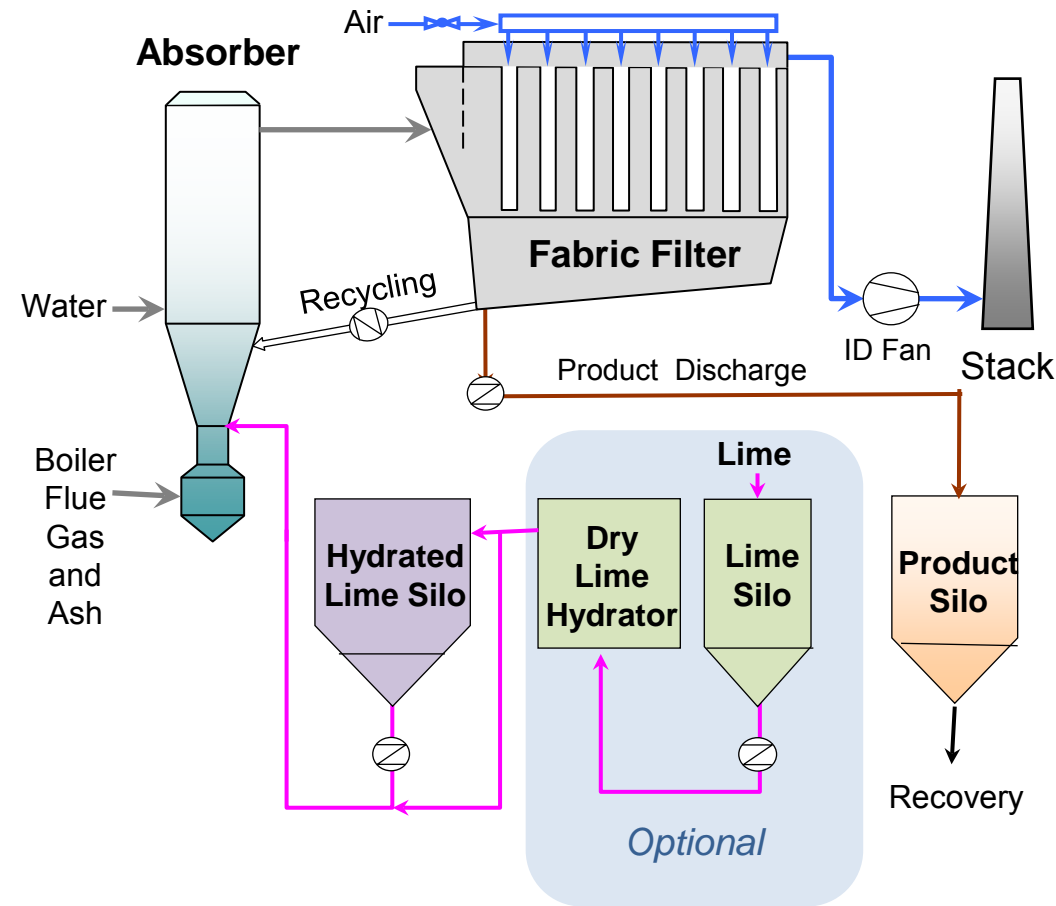 Air
Absorber
Fabric Filter
Water
Recycling
ID Fan
Stack
Product Discharge
Boiler
Flue
Gas
and
Ash
Lime
Hydrated
Lime Silo
Dry
Lime
Hydrator
Lime
Silo
Product
Silo
Optional
Recovery